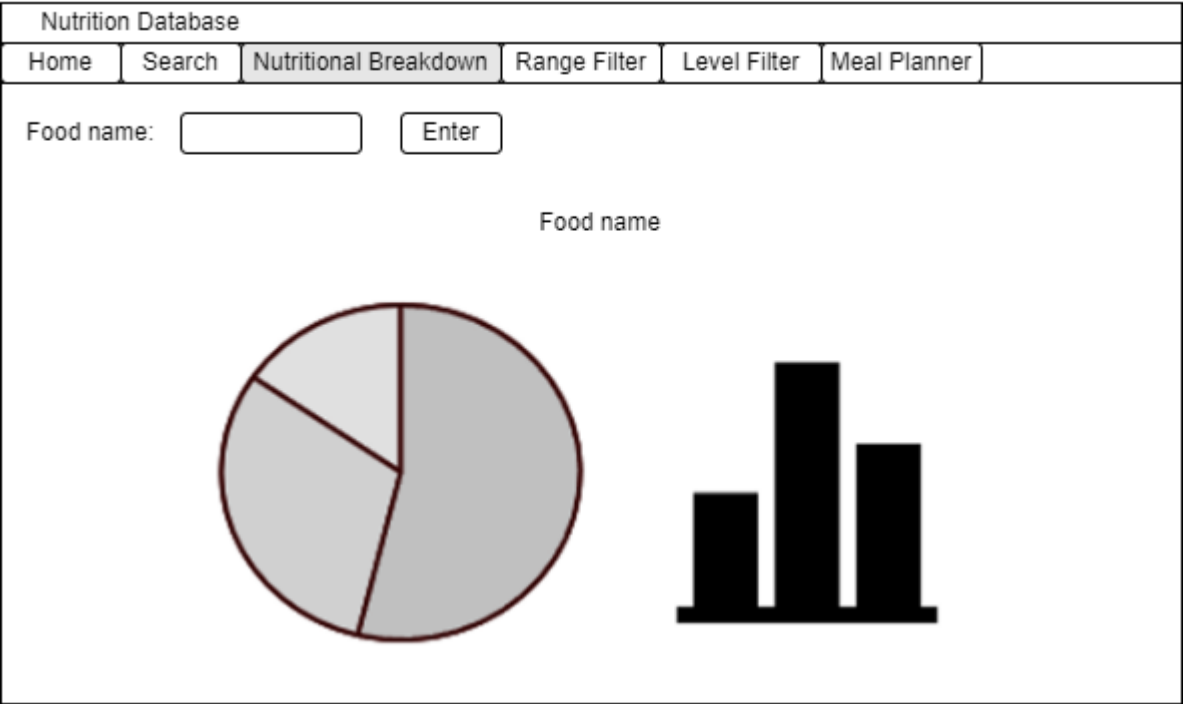 Nutrition Database
Home Search Nutritional Breakdown Range Filter Level Filter Meal Planner
Food name: Enter
Food name